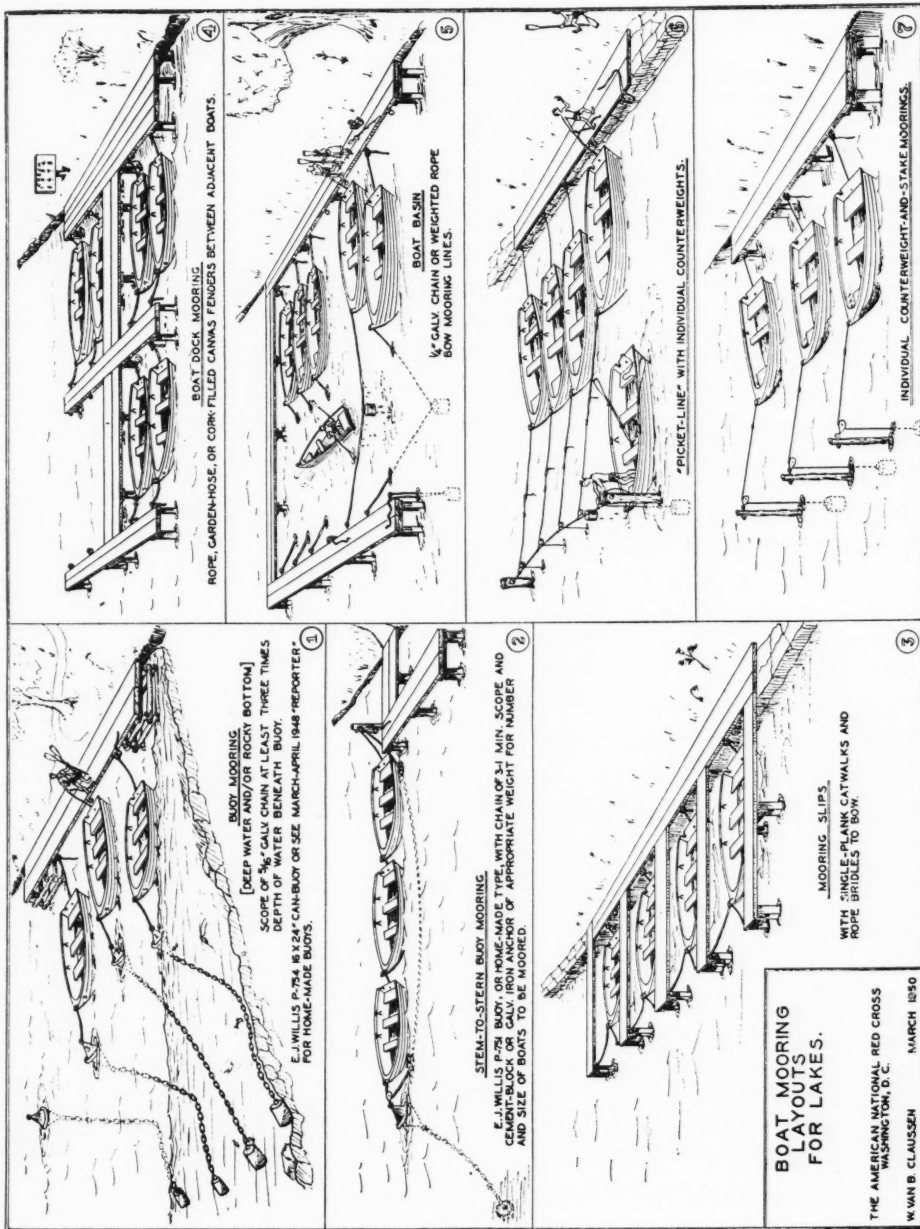 BUOY MOORING
[DEEP WATER AND/OR ROCKY BOTTOM]
SCOPE OF 5/16" GALV. CHAIN AT LEAST THREE TIMES
DEPTH OF WATER BENEATH BUOY.
E.J. WILLIS P-754 16 X 24" CAN-BUOY OR SEE MARCH-APRIL 1948 "REPORTER"
FOR HOME-MADE BUOYS.
1
STEM-TO-STERN BUOY MOORING
E.J. WILLIS P-751 BUOY, OR HOME-MADE TYPE, WITH CHAIN OF 3-1 MIN. SCOPE AND
CEMENT-BLOCK OR GALV. IRON ANCHOR OF APPROPRIATE WEIGHT FOR NUMBER
AND SIZE OF BOATS TO BE MOORED.
2
MOORING SLIPS
WITH SINGLE-PLANK CATWALKS AND
ROPE BRIDLES TO BOW.
3
BOAT MOORING
LAYOUTS
FOR LAKES.
THE AMERICAN NATIONAL RED CROSS
WASHINGTON, D.C.
W. VAN B. CLAUSSEN MARCH 1950
BOAT DOCK MOORING
ROPE, GARDEN-HOSE, OR CORK-FILLED CANVAS FENDERS BETWEEN ADJACENT BOATS.
4
BOAT BASIN
1/4" GALV. CHAIN OR WEIGHTED ROPE
BOW MOORING LINES.
5
"PICKET-LINE" WITH INDIVIDUAL COUNTERWEIGHTS.
6
INDIVIDUAL COUNTERWEIGHT-AND-STAKE MOORINGS.
7